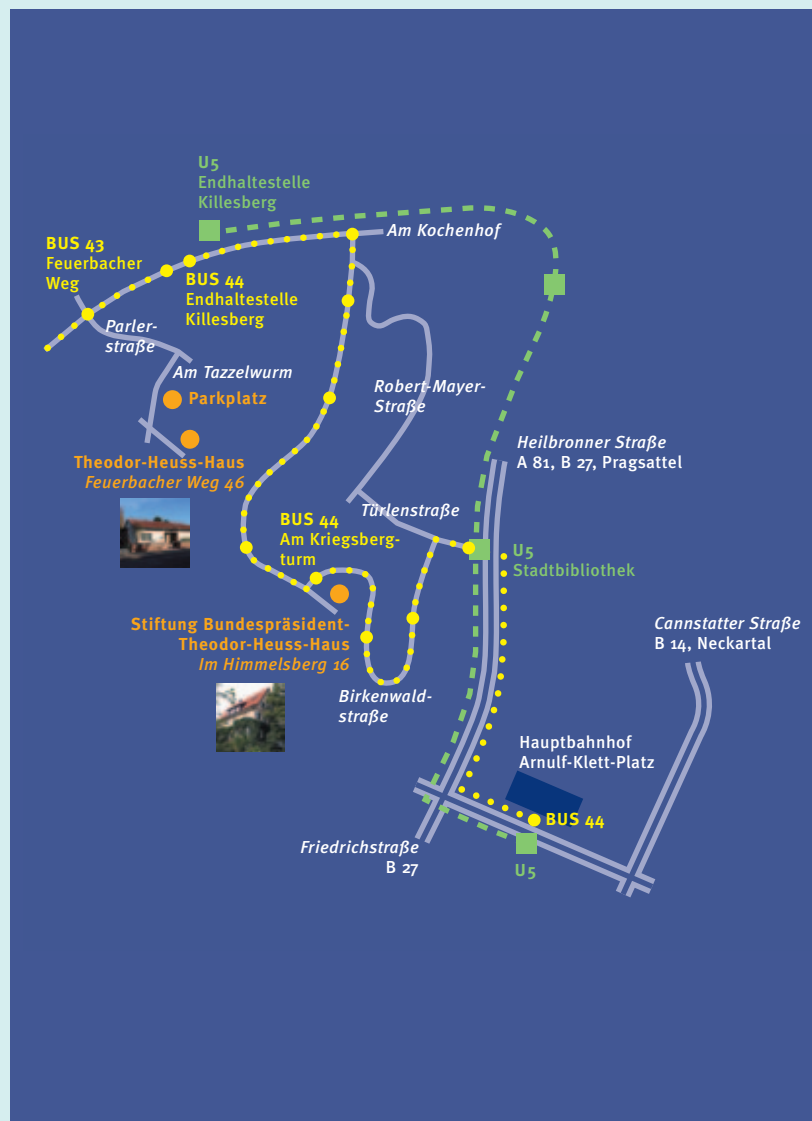 U5
Endhaltestelle
Killesberg
Am Kochenhof
BUS 43
Feuerbacher
Weg
BUS 44
Endhaltestelle
Killesberg
Parler-
straße
Am Tazzelwurm
Parkplatz
Robert-Mayer-
Straße
Heilbronner Straße
A 81, B 27, Pragsattel
Theodor-Heuss-Haus
Feuerbacher Weg 46
Türlenstraße
BUS 44
Am Kriegsberg-
turm
U5
Stadtbibliothek
Stiftung Bundespräsident-
Theodor-Heuss-Haus
Im Himmelsberg 16
Cannstatter Straße
B 14, Neckartal
Birkenwald-
straße
Hauptbahnhof
Arnulf-Klett-Platz
BUS 44
Friedrichstraße
B 27
U5